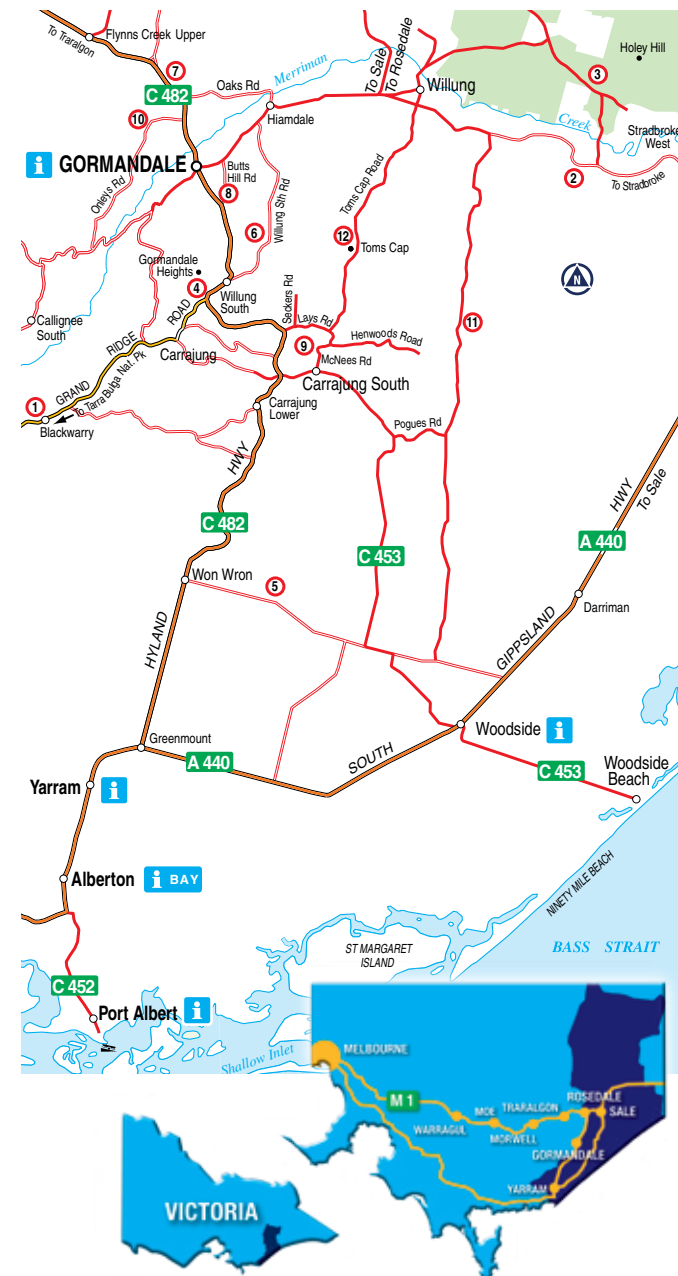 To Traralgon
Flynns Creek Upper
7
C 482
Oaks Rd
Merriman
To Sale
To Rosedale
Willung
Holey Hill
3
Creek
Stradbroke
West
10
Hiamdale
i GORMANDALE
Butts
Hill Rd
8
Onleys Rd
Willung Sth Rd
6
Toms Cap Road
12
Toms Cap
2
To Stradbroke
Gormandale
Heights
4
Willung
South
N
Seckers Rd
Lays Rd
Henwoods Road
11
9
McNees Rd
Carrajung South
Callignee
South
GRAND RIDGE ROAD
Carrajung
To Tarra Bulga Nat. Pk
1
Blackwarry
Carrajung
Lower
Pogues Rd
HWY
C 482
C 453
HWY
To Sale
A 440
Won Wron
5
Darriman
HYLAND
GIPPSLAND
Greenmount
A 440
SOUTH
Woodside i
C 453
Woodside
Beach
Yarram i
Alberton i BAY
NINETY MILE BEACH
ST MARGARET
ISLAND
BASS STRAIT
C 452
Port Albert i
Shallow Inlet
MELBOURNE
M 1
WARRAGUL
MOE
MORWELL
TRARALGON
ROSEDALE
SALE
GORMANDALE
YARRAM
VICTORIA